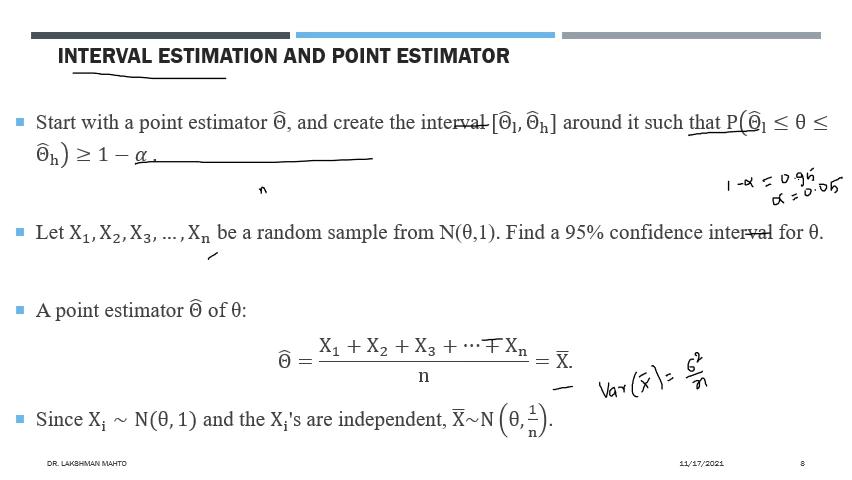 INTERVAL ESTIMATION AND POINT ESTIMATOR
Start with a point estimator Θ̂, and create the interval [Θ̂l, Θ̂h] around it such that P(Θ̂l ≤ θ ≤
Θ̂h) ≥ 1 − α .
n
1-α = 0.95
α = 0.05
Let X₁, X₂, X₃, … , Xn be a random sample from N(θ,1). Find a 95% confidence interval for θ.
A point estimator Θ̂ of θ:
Θ̂ = (X₁ + X₂ + X₃ + ⋯ + Xn)/n = X̄.
Var(X̄) = σ²/n
Since Xi ~ N(θ, 1) and the Xi's are independent, X̄~N(θ, 1/n).
DR. LAKBHMAN MAHTO 11/17/2021 8